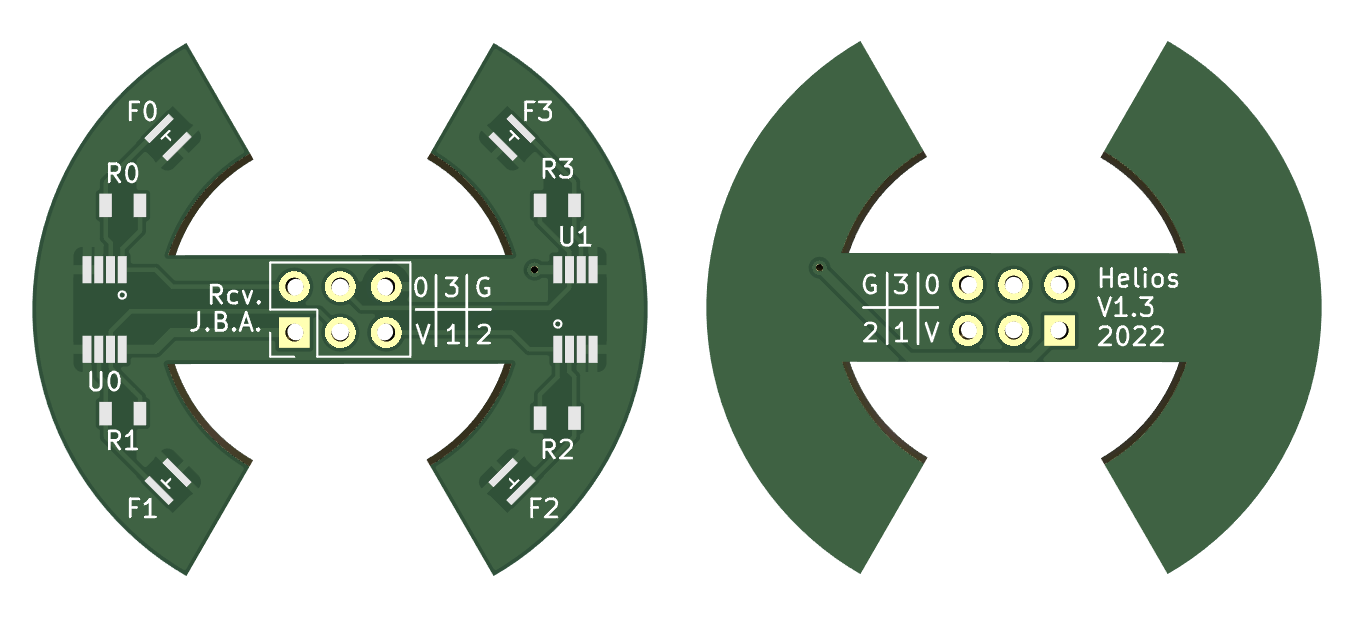 F0
F3
R0
R3
U1
0 3 G
Rcv.
J.B.A.
V 1 2
U0
R1
R2
F1
F2
G 3 0
2 1 V
Helios
V1.3
2022